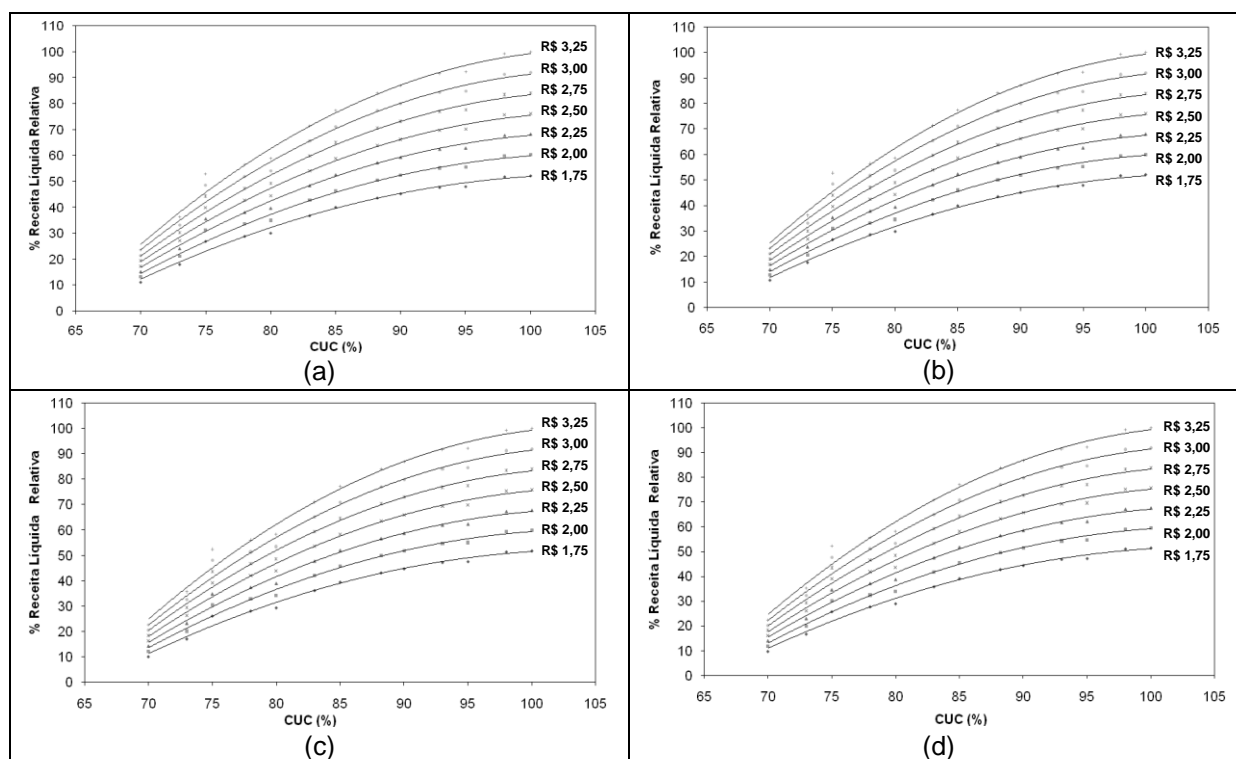 % Receita Líquida Relativa
110
100
90
80
70
60
50
40
30
20
10
0
65 70 75 80 85 90 95 100 105
CUC (%)
R$ 3,25
R$ 3,00
R$ 2,75
R$ 2,50
R$ 2,25
R$ 2,00
R$ 1,75
(a)
% Receita Líquida Relativa
110
100
90
80
70
60
50
40
30
20
10
0
65 70 75 80 85 90 95 100 105
CUC (%)
R$ 3,25
R$ 3,00
R$ 2,75
R$ 2,50
R$ 2,25
R$ 2,00
R$ 1,75
(b)
% Receita Líquida Relativa
110
100
90
80
70
60
50
40
30
20
10
0
65 70 75 80 85 90 95 100 105
CUC (%)
R$ 3,25
R$ 3,00
R$ 2,75
R$ 2,50
R$ 2,25
R$ 2,00
R$ 1,75
(c)
% Receita Líquida Relativa
110
100
90
80
70
60
50
40
30
20
10
0
65 70 75 80 85 90 95 100 105
CUC (%)
R$ 3,25
R$ 3,00
R$ 2,75
R$ 2,50
R$ 2,25
R$ 2,00
R$ 1,75
(d)